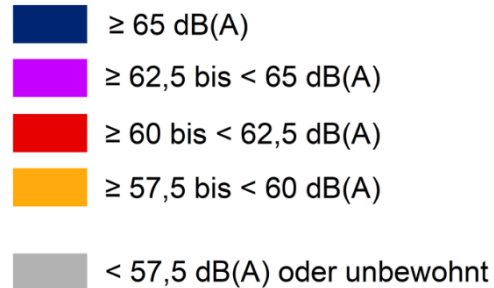 ≥ 65 dB(A)
≥ 62,5 bis < 65 dB(A)
≥ 60 bis < 62,5 dB(A)
≥ 57,5 bis < 60 dB(A)
< 57,5 dB(A) oder unbewohnt